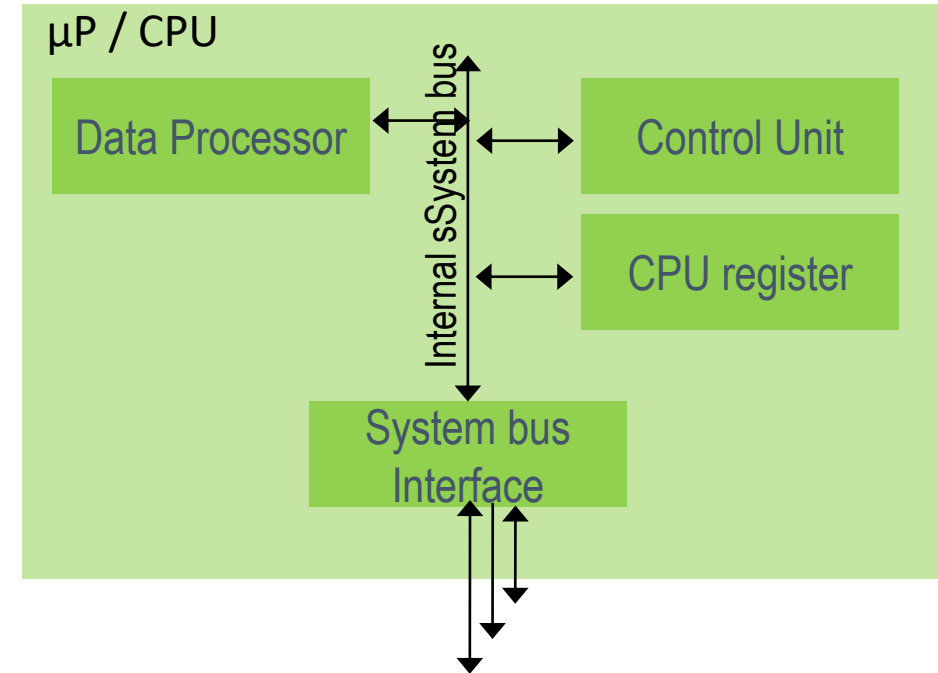 µP / CPU
Data Processor
Internal sSystem bus
Control Unit
CPU register
System bus
Interface